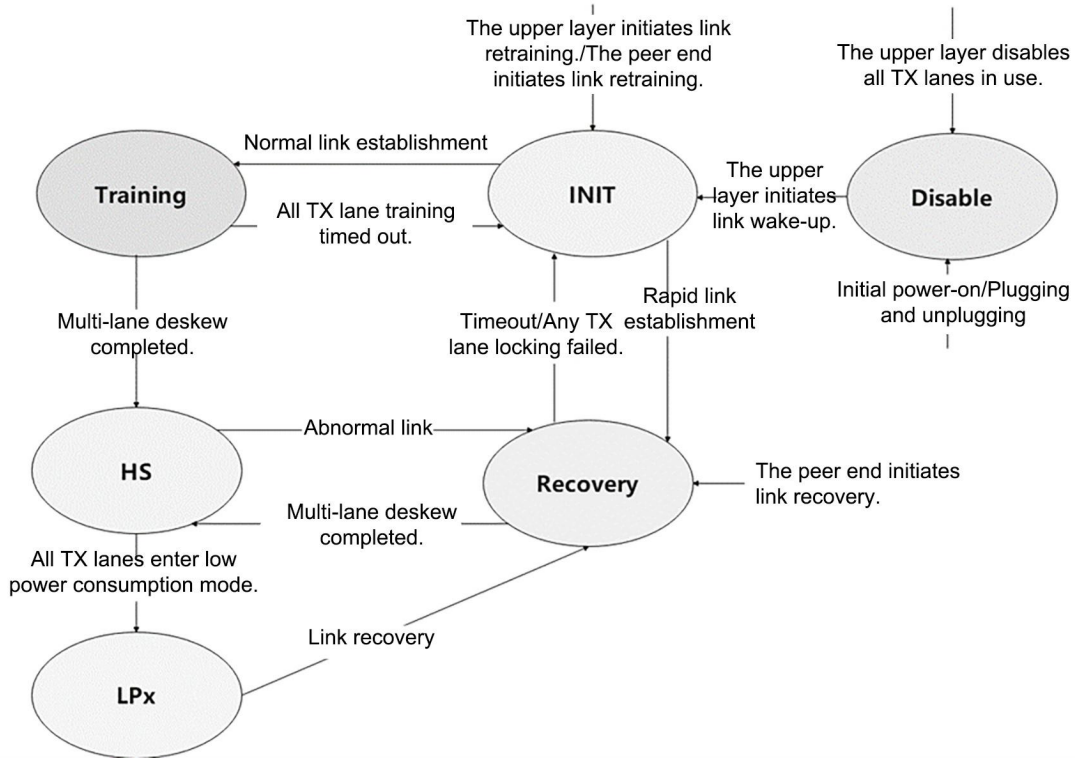 The upper layer initiates link
retraining./The peer end
initiates link retraining.
The upper layer disables
all TX lanes in use.
Normal link establishment
Training
INIT
The upper
layer initiates
link wake-up.
Disable
All TX lane training
timed out.
Initial power-on/Plugging
and unplugging
Multi-lane deskew
completed.
Timeout/Any TX
lane locking failed.
Rapid link
establishment
Abnormal link
HS
Recovery
The peer end initiates
link recovery.
Multi-lane deskew
completed.
All TX lanes enter low
power consumption mode.
Link recovery
LPx